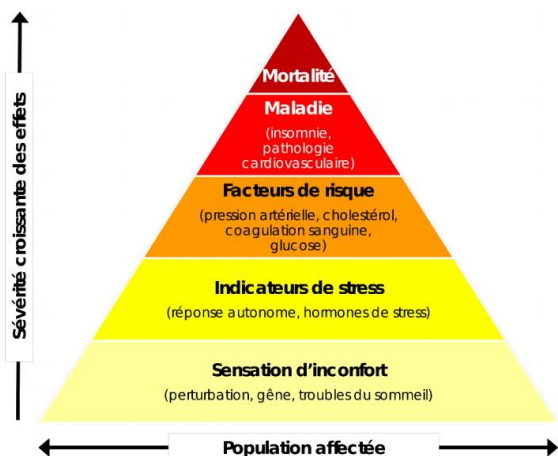 Sévérité croissante des effets
Mortalité
Maladie
(insomnie,
pathologie
cardiovasculaire)
Facteurs de risque
(pression artérielle, cholestérol,
coagulation sanguine,
glucose)
Indicateurs de stress
(réponse autonome, hormones de stress)
Sensation d’inconfort
(perturbation, gêne, troubles du sommeil)
Population affectée